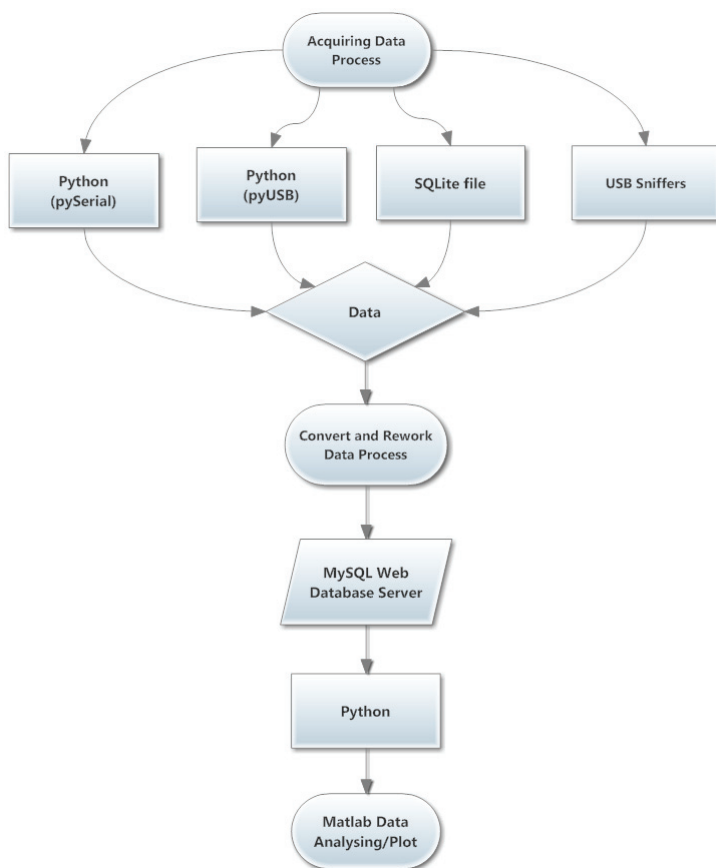 Acquiring Data
Process
Python
(pySerial)
Python
(pyUSB)
SQLite file
USB Sniffers
Data
Convert and Rework
Data Process
MySQL Web
Database Server
Python
Matlab Data
Analysing/Plot